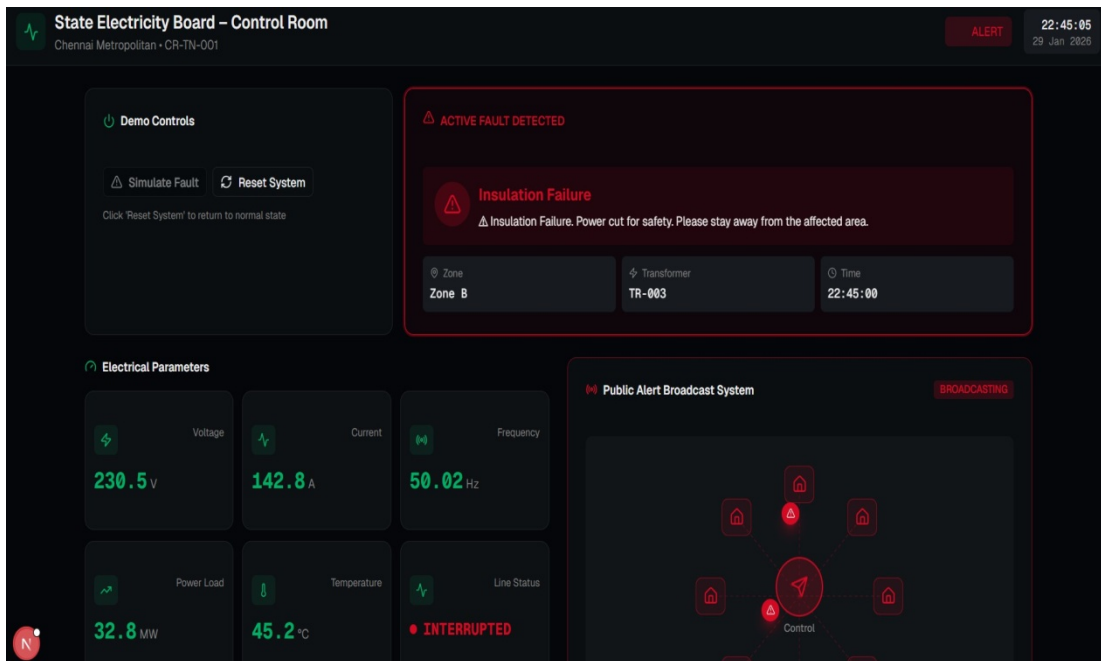 State Electricity Board – Control Room
Chennai Metropolitan • CR-TN-001
ALERT
22:45:05
29 Jan 2026
Demo Controls
Simulate Fault
Reset System
Click 'Reset System' to return to normal state
ACTIVE FAULT DETECTED
Insulation Failure
⚠ Insulation Failure. Power cut for safety. Please stay away from the affected area.
Zone
Zone B
Transformer
TR-003
Time
22:45:00
Electrical Parameters
Voltage
230.5 V
Current
142.8 A
Frequency
50.02 Hz
Power Load
32.8 MW
Temperature
45.2 °C
Line Status
INTERRUPTED
Public Alert Broadcast System
BROADCASTING
Control
N